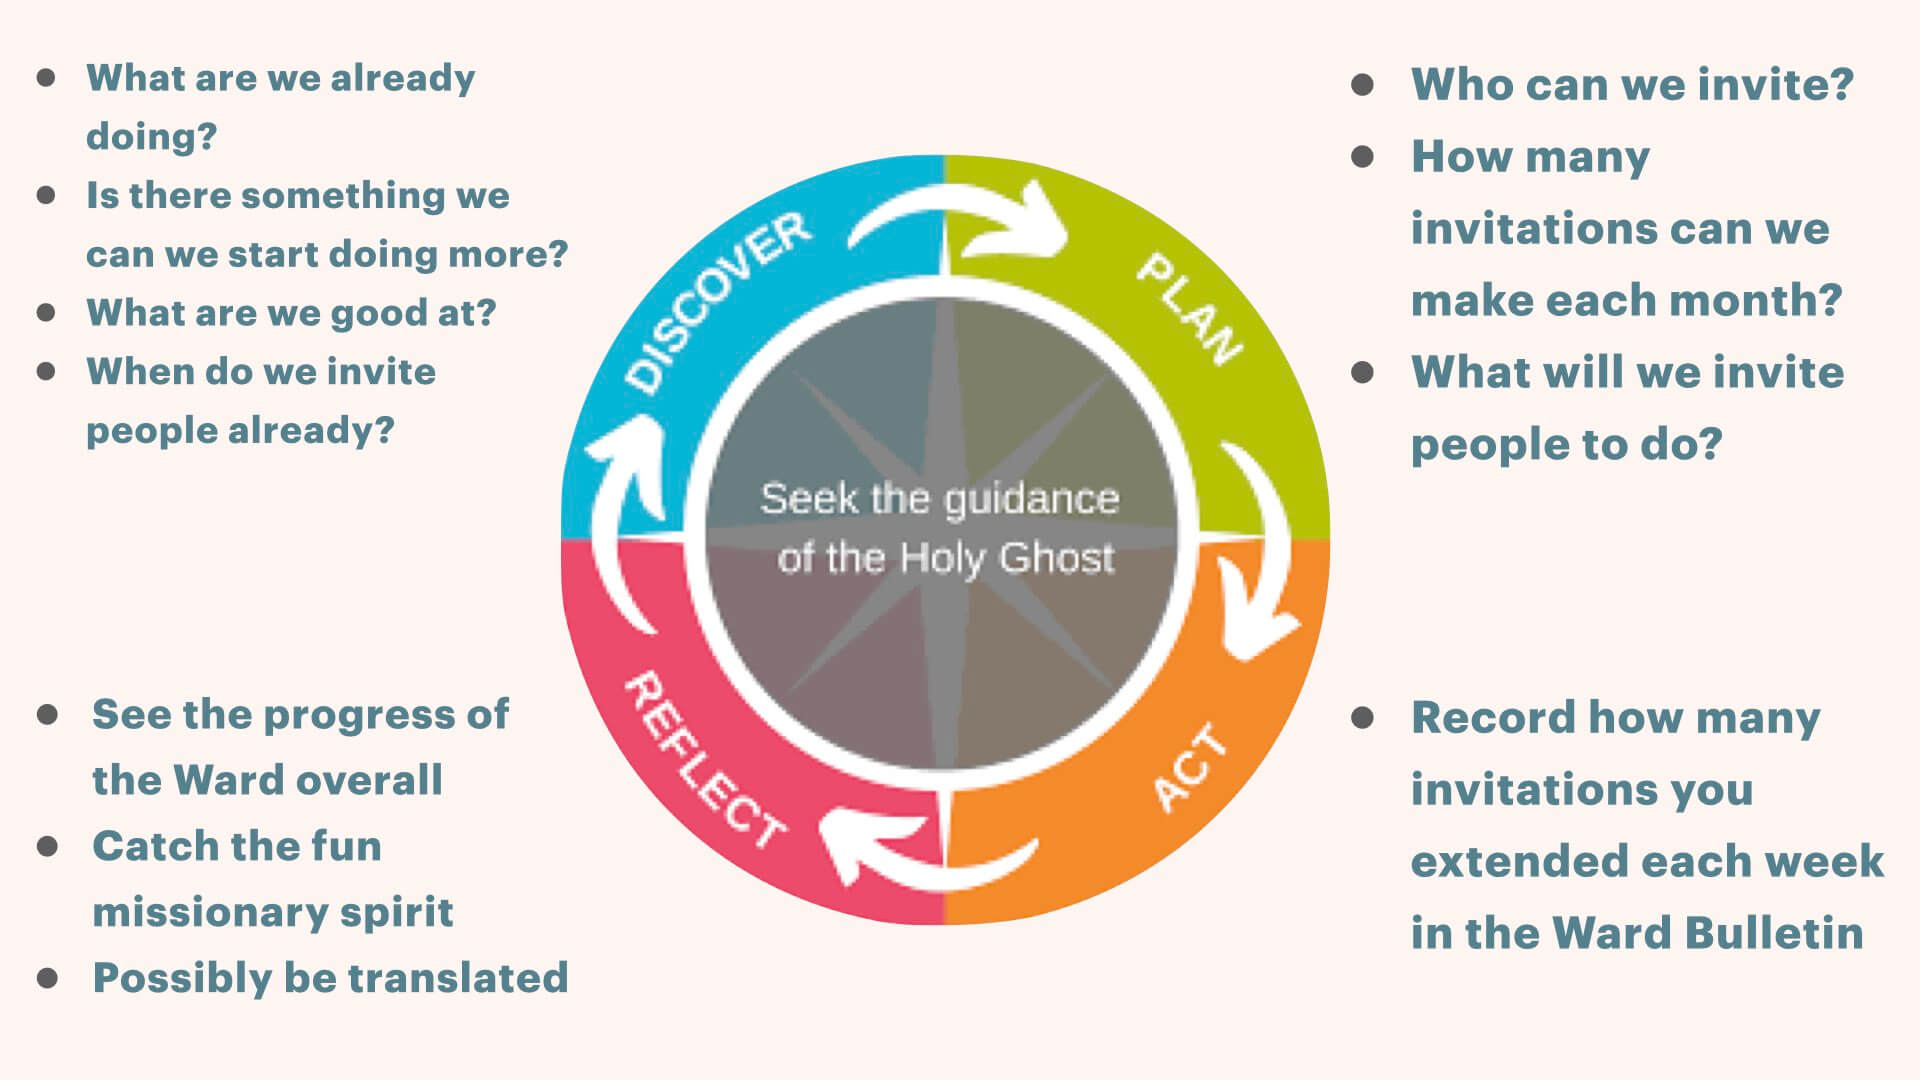 What are we already
doing?
Is there something we
can we start doing more?
What are we good at?
When do we invite
people already?
Who can we invite?
How many
invitations can we
make each month?
What will we invite
people to do?
DISCOVER
PLAN
Seek the guidance
of the Holy Ghost
REFLECT
ACT
See the progress of
the Ward overall
Catch the fun
missionary spirit
Possibly be translated
Record how many
invitations you
extended each week
in the Ward Bulletin